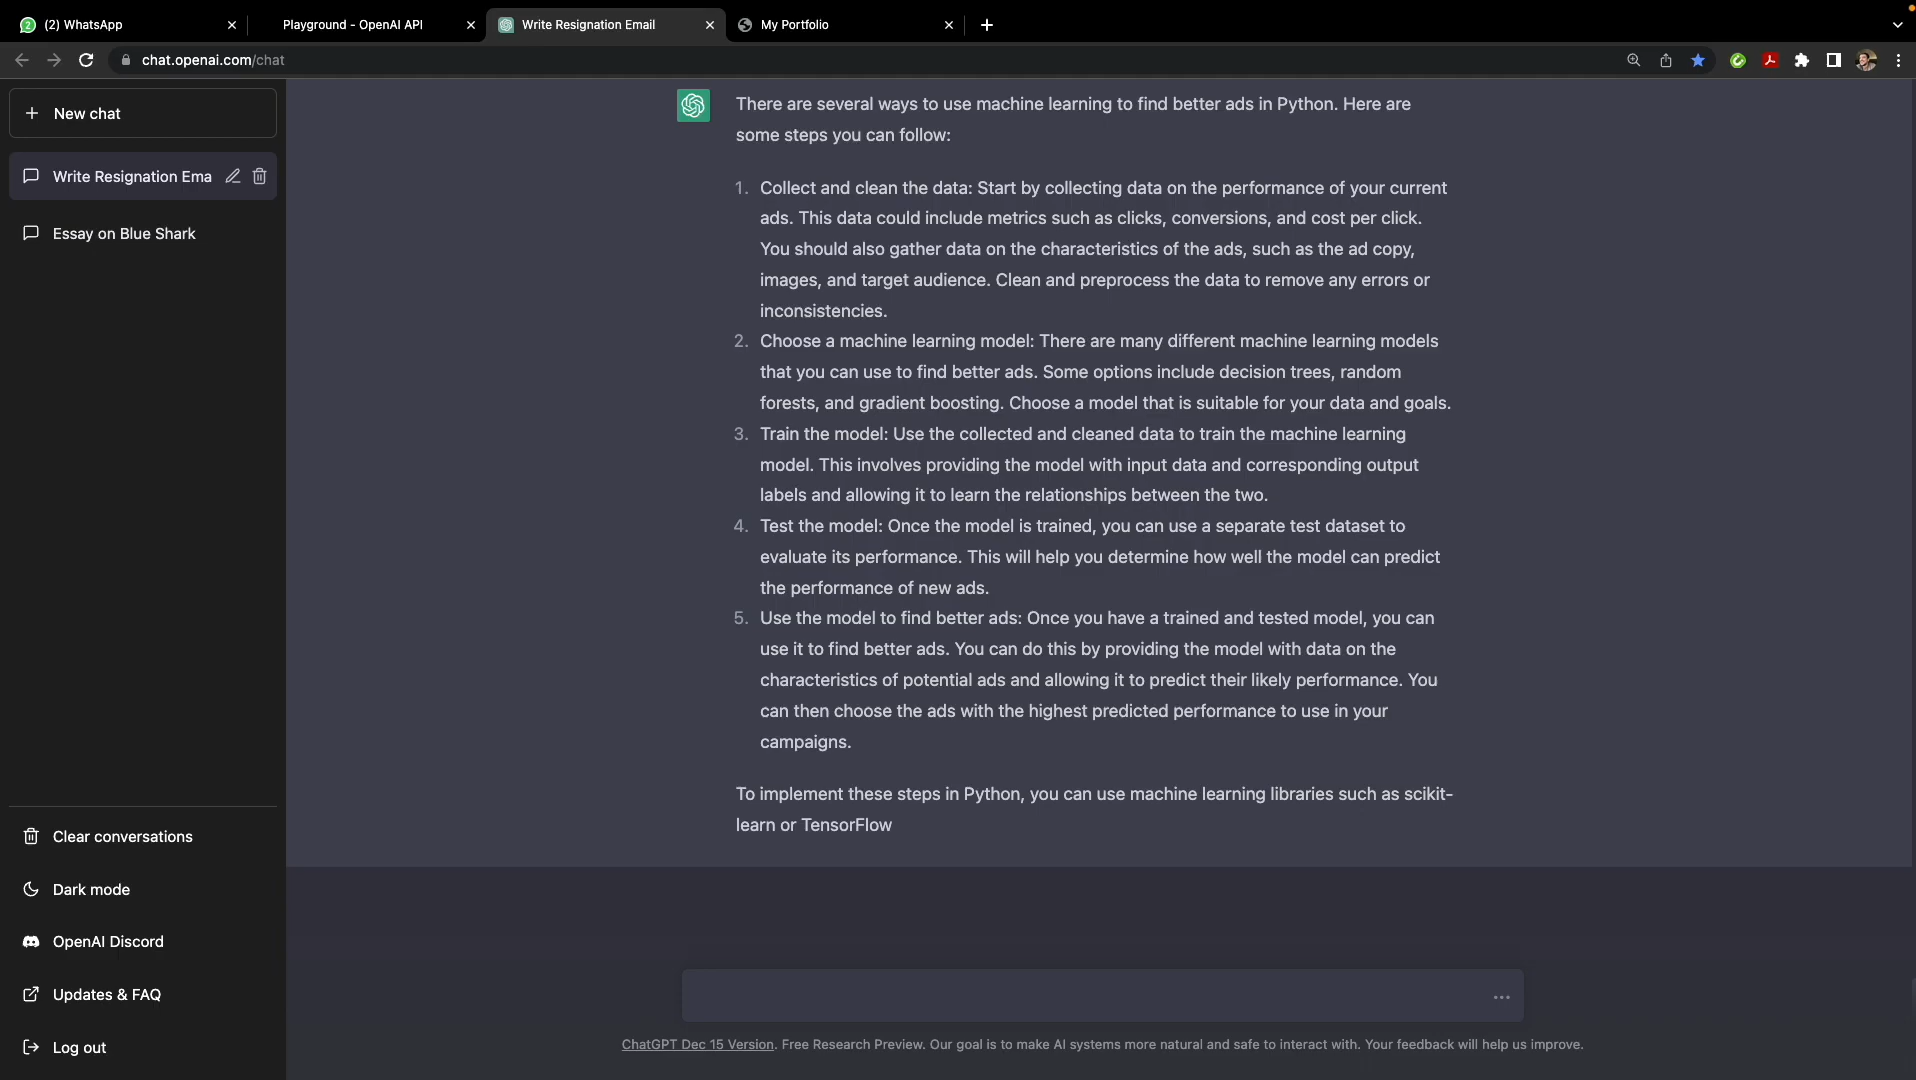 (2) WhatsApp
Playground - OpenAI API
Write Resignation Email
My Portfolio
chat.openai.com/chat
New chat
Write Resignation Ema
Essay on Blue Shark
There are several ways to use machine learning to find better ads in Python. Here are
some steps you can follow:
1. Collect and clean the data: Start by collecting data on the performance of your current
ads. This data could include metrics such as clicks, conversions, and cost per click.
You should also gather data on the characteristics of the ads, such as the ad copy,
images, and target audience. Clean and preprocess the data to remove any errors or
inconsistencies.
2. Choose a machine learning model: There are many different machine learning models
that you can use to find better ads. Some options include decision trees, random
forests, and gradient boosting. Choose a model that is suitable for your data and goals.
3. Train the model: Use the collected and cleaned data to train the machine learning
model. This involves providing the model with input data and corresponding output
labels and allowing it to learn the relationships between the two.
4. Test the model: Once the model is trained, you can use a separate test dataset to
evaluate its performance. This will help you determine how well the model can predict
the performance of new ads.
5. Use the model to find better ads: Once you have a trained and tested model, you can
use it to find better ads. You can do this by providing the model with data on the
characteristics of potential ads and allowing it to predict their likely performance. You
can then choose the ads with the highest predicted performance to use in your
campaigns.
To implement these steps in Python, you can use machine learning libraries such as scikit-
learn or TensorFlow
Clear conversations
Dark mode
OpenAI Discord
Updates & FAQ
Log out
ChatGPT Dec 15 Version. Free Research Preview. Our goal is to make AI systems more natural and safe to interact with. Your feedback will help us improve.